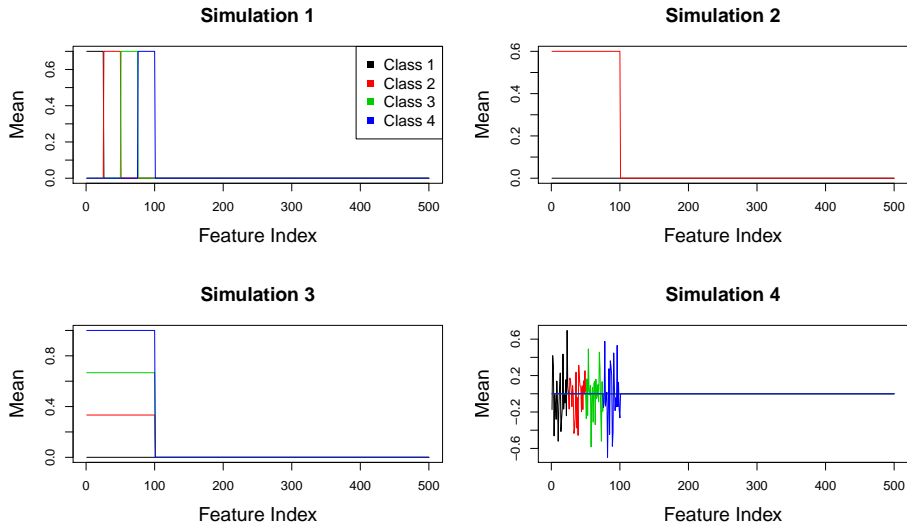 Simulation 1
Mean
0.0
0.2
0.4
0.6
0 100 200 300 400 500
Feature Index
Class 1
Class 2
Class 3
Class 4
Simulation 2
Mean
0.0
0.2
0.4
0.6
0 100 200 300 400 500
Feature Index
Simulation 3
Mean
0.0
0.4
0.8
0 100 200 300 400 500
Feature Index
Simulation 4
Mean
−0.6
−0.2
0.2
0.6
0 100 200 300 400 500
Feature Index